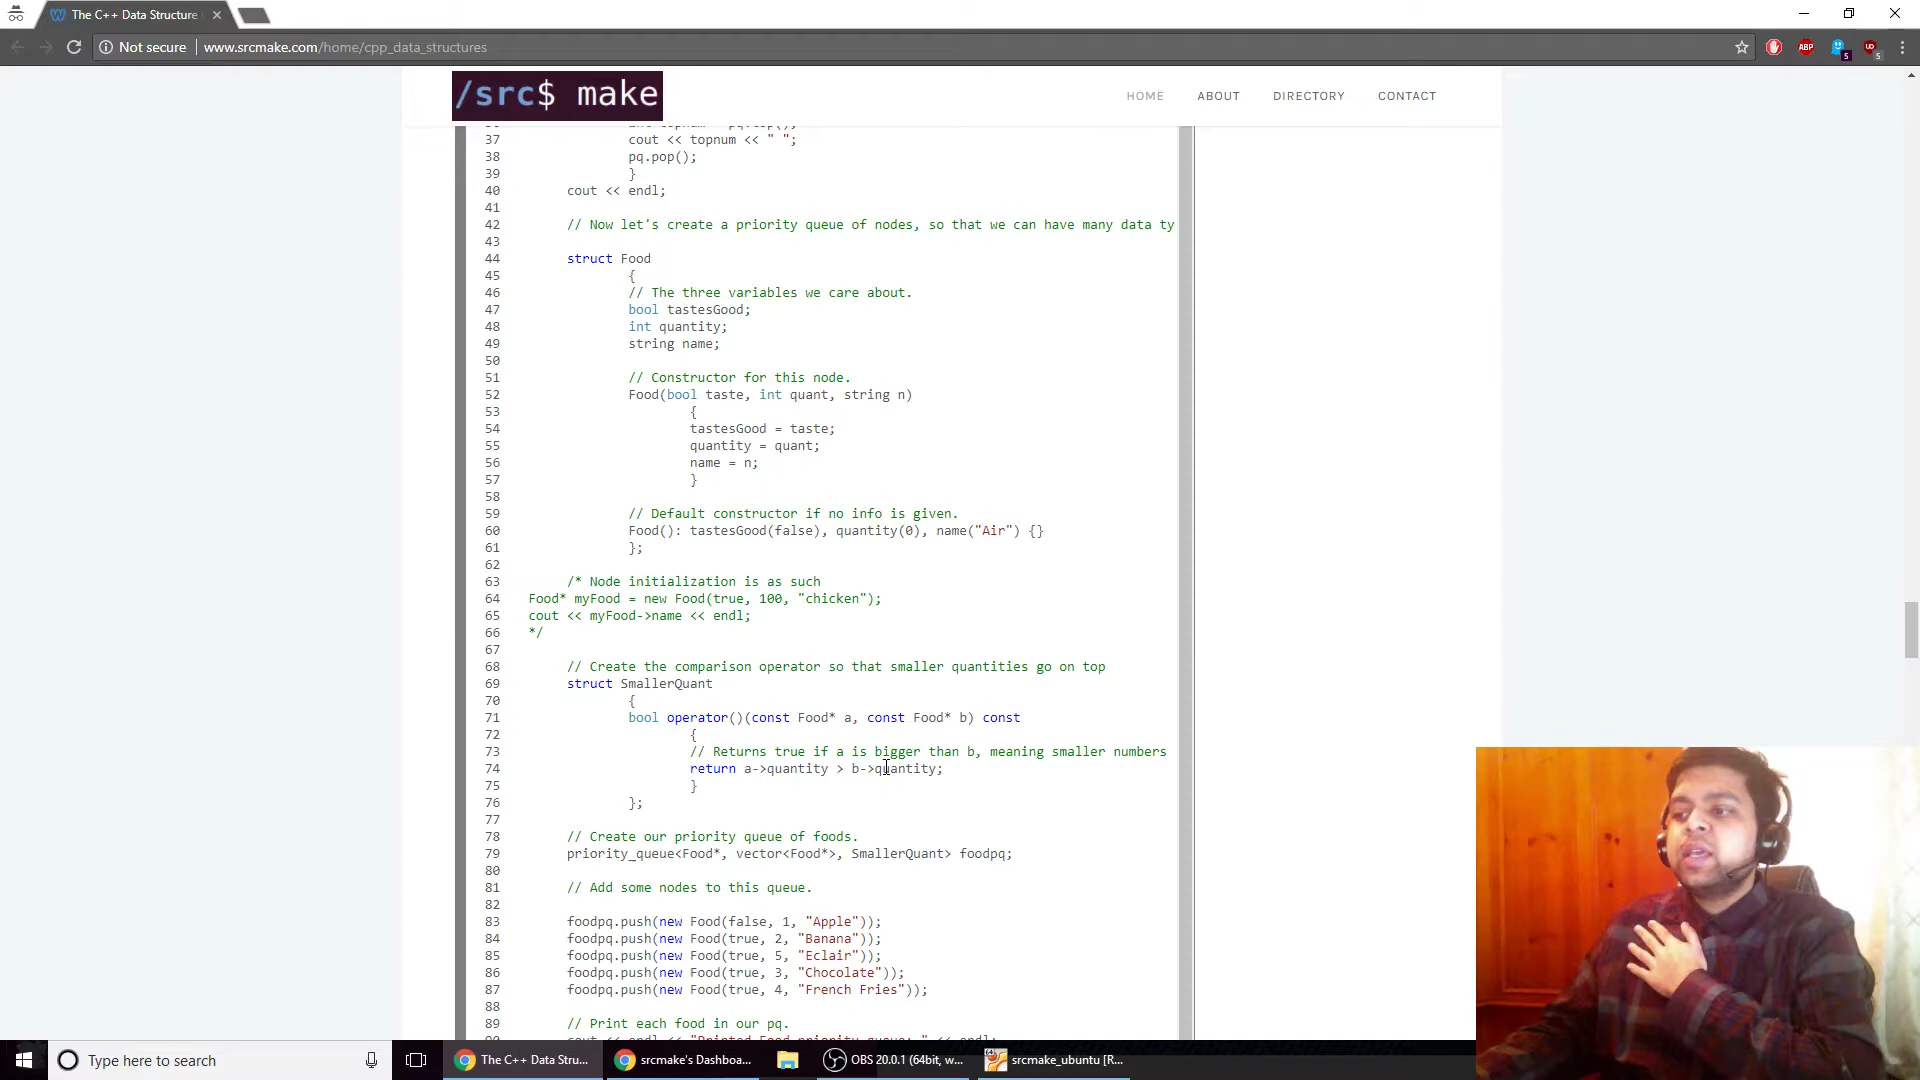 The C++ Data Structure
Not secure www.srcmake.com/home/cpp_data_structures
ABP
5
UD
5
/src$ make
HOME ABOUT DIRECTORY CONTACT
37 cout << topnum << " ";
38 pq.pop();
39 }
40 cout << endl;
41
42 // Now let's create a priority queue of nodes, so that we can have many data ty
43
44 struct Food
45 {
46 // The three variables we care about.
47 bool tastesGood;
48 int quantity;
49 string name;
50
51 // Constructor for this node.
52 Food(bool taste, int quant, string n)
53 {
54 tastesGood = taste;
55 quantity = quant;
56 name = n;
57 }
58
59 // Default constructor if no info is given.
60 Food(): tastesGood(false), quantity(0), name("Air") {}
61 };
62
63 /* Node initialization is as such
64 Food* myFood = new Food(true, 100, "chicken");
65 cout << myFood->name << endl;
66 */
67
68 // Create the comparison operator so that smaller quantities go on top
69 struct SmallerQuant
70 {
71 bool operator()(const Food* a, const Food* b) const
72 {
73 // Returns true if a is bigger than b, meaning smaller numbers
74 return a->quantity > b->quantity;
75 }
76 };
77
78 // Create our priority queue of foods.
79 priority_queue<Food*, vector<Food*>, SmallerQuant> foodpq;
80
81 // Add some nodes to this queue.
82
83 foodpq.push(new Food(false, 1, "Apple"));
84 foodpq.push(new Food(true, 2, "Banana"));
85 foodpq.push(new Food(true, 5, "Eclair"));
86 foodpq.push(new Food(true, 3, "Chocolate"));
87 foodpq.push(new Food(true, 4, "French Fries"));
88
89 // Print each food in our pq.
Type here to search
The C++ Data Stru...
srcmake's Dashboa...
OBS 20.0.1 (64bit, w...
srcmake_ubuntu [R...